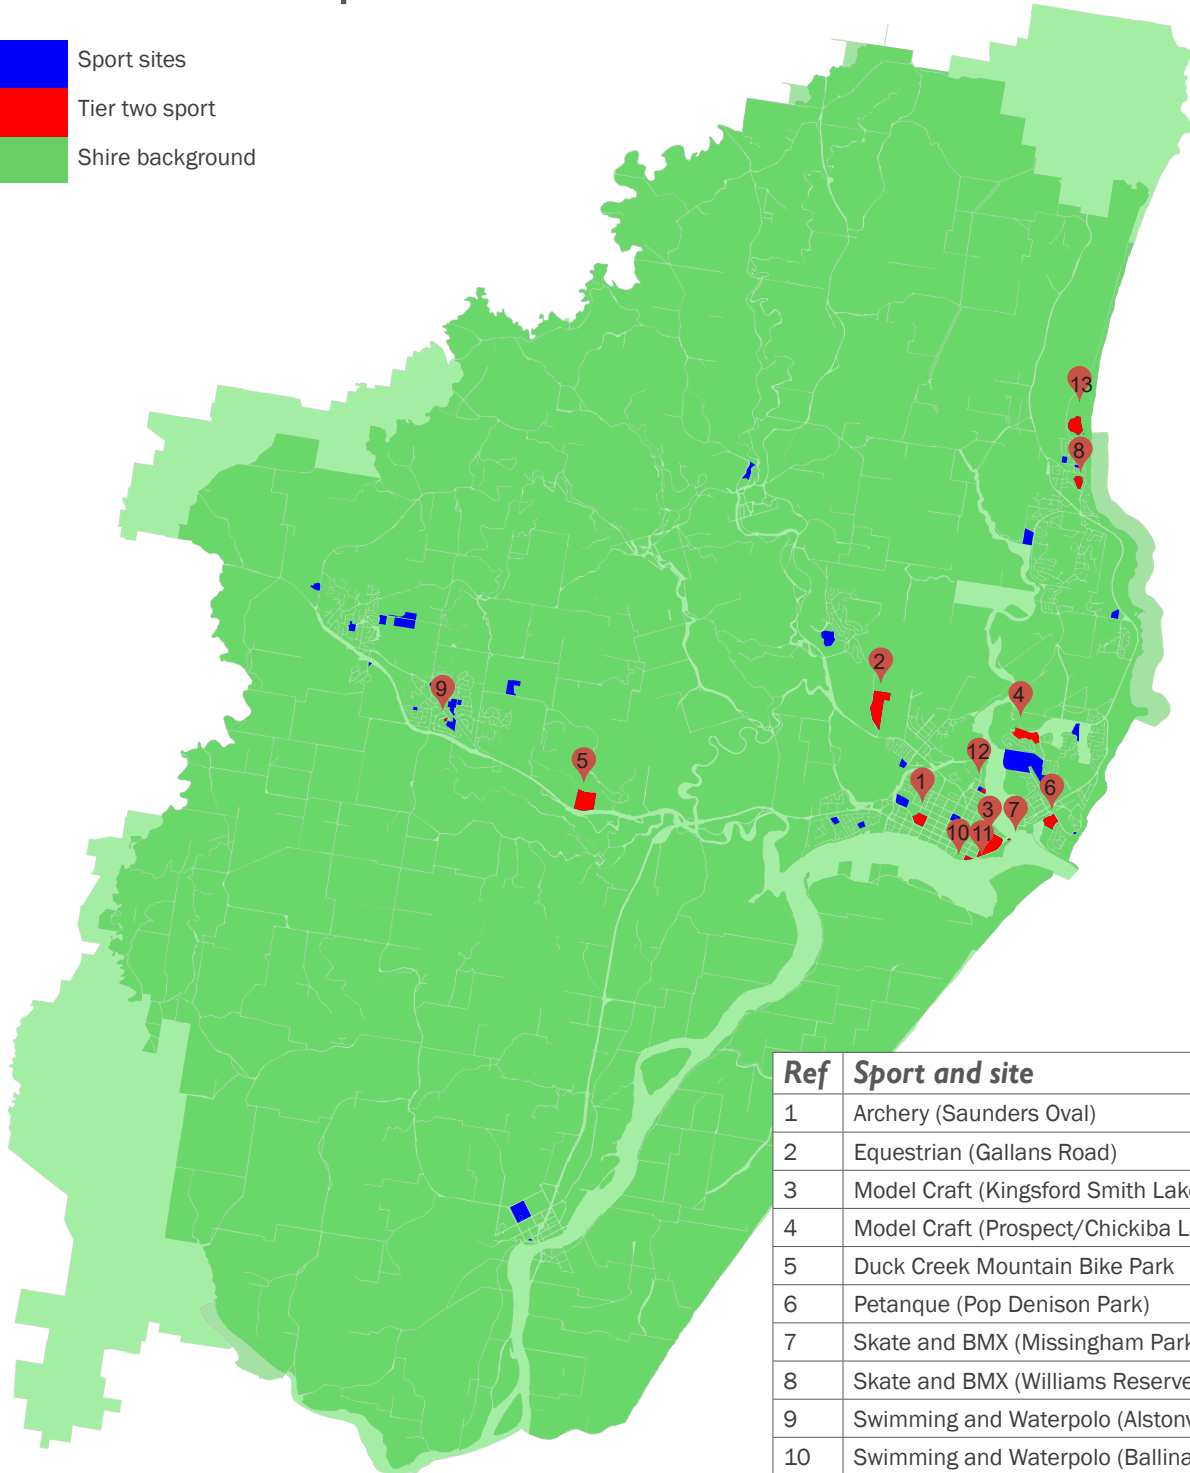 Sport sites
Tier two sport
Shire background
13
8
2
9
4
12
5
1
6
3
7
10
11
Ref Sport and site
1 Archery (Saunders Oval)
2 Equestrian (Gallans Road)
3 Model Craft (Kingsford Smith
4 Model Craft (Prospect/Chickiba
5 Duck Creek Mountain Bike Park
6 Petanque (Pop Denison Park)
7 Skate and BMX (Missingham Park
8 Skate and BMX (Williams Reserve
9 Swimming and Waterpolo
10 Swimming and Waterpolo (Ballina